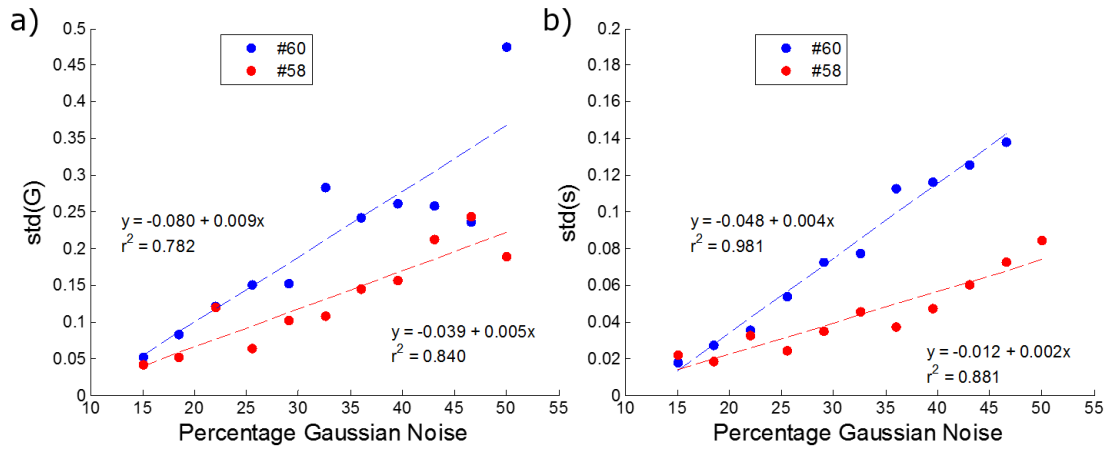 a)
#60
#58
std(G)
0.5
0.45
0.4
0.35
0.3
0.25
0.2
0.15
0.1
0.05
0
y = -0.080 + 0.009x
r² = 0.782
y = -0.039 + 0.005x
r² = 0.840
10 15 20 25 30 35 40 45 50 55
Percentage Gaussian Noise
b)
#60
#58
std(s)
0.2
0.18
0.16
0.14
0.12
0.1
0.08
0.06
0.04
0.02
0
y = -0.048 + 0.004x
r² = 0.981
y = -0.012 + 0.002x
r² = 0.881
10 15 20 25 30 35 40 45 50 55
Percentage Gaussian Noise